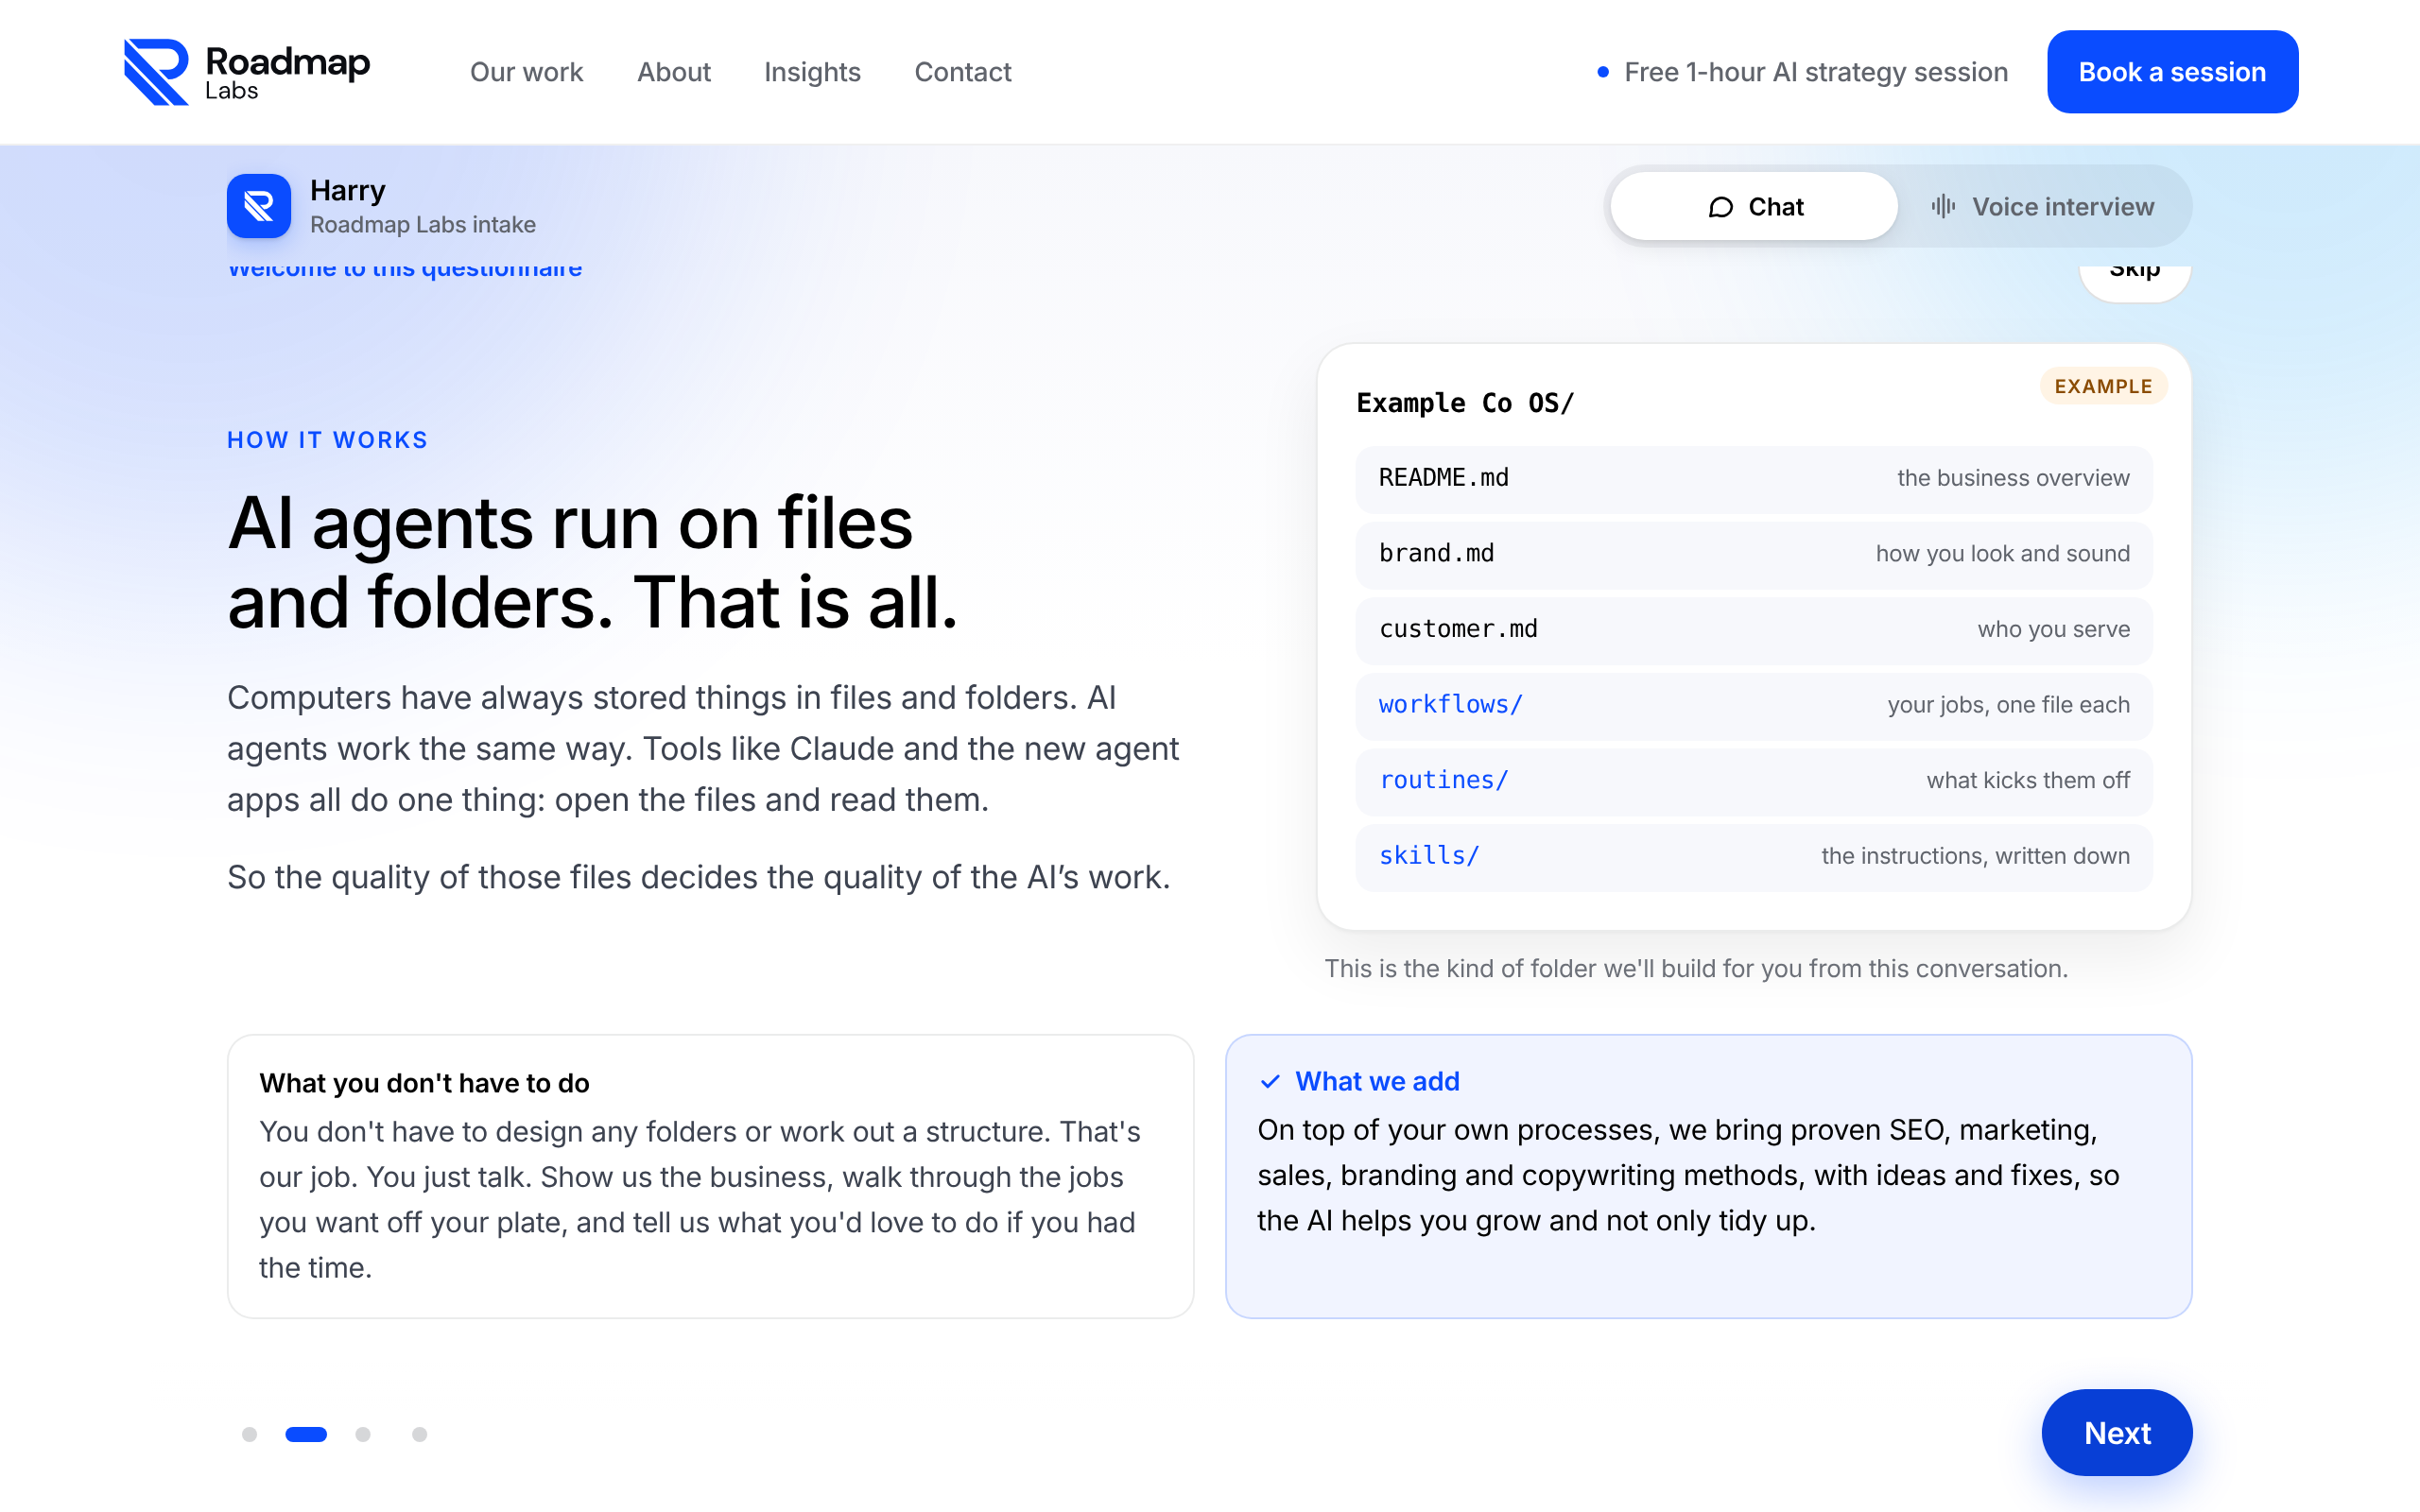 Roadmap
Labs
Our work
About
Insights
Contact
Free 1-hour AI strategy session
Book a session
Harry
Roadmap Labs intake
Chat
Voice interview
Welcome to this questionnaire
Skip
HOW IT WORKS
AI agents run on files
and folders. That is all.
Computers have always stored things in files and folders. AI
agents work the same way. Tools like Claude and the new agent
apps all do one thing: open the files and read them.
So the quality of those files decides the quality of the AI’s work.
EXAMPLE
Example Co OS/
README.md the business overview
brand.md how you look and sound
customer.md who you serve
workflows/ your jobs, one file each
routines/ what kicks them off
skills/ the instructions, written down
This is the kind of folder we'll build for you from this conversation.
What you don't have to do
You don't have to design any folders or work out a structure. That's
our job. You just talk. Show us the business, walk through the jobs
you want off your plate, and tell us what you'd love to do if you had
the time.
What we add
On top of your own processes, we bring proven SEO, marketing,
sales, branding and copywriting methods, with ideas and fixes, so
the AI helps you grow and not only tidy up.
Next